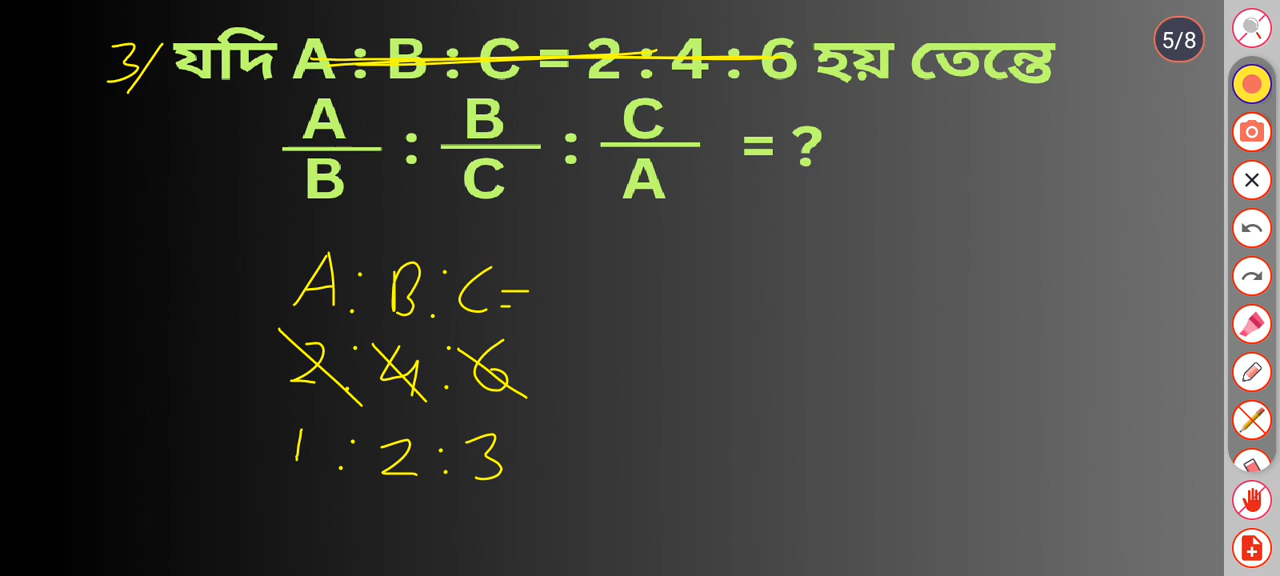 5/8
3/ যদি A : B : C = 2 : 4 : 6 হয় তেন্তে
A/B : B/C : C/A = ?
A : B : C =
2 : 4 : 6
1 : 2 : 3